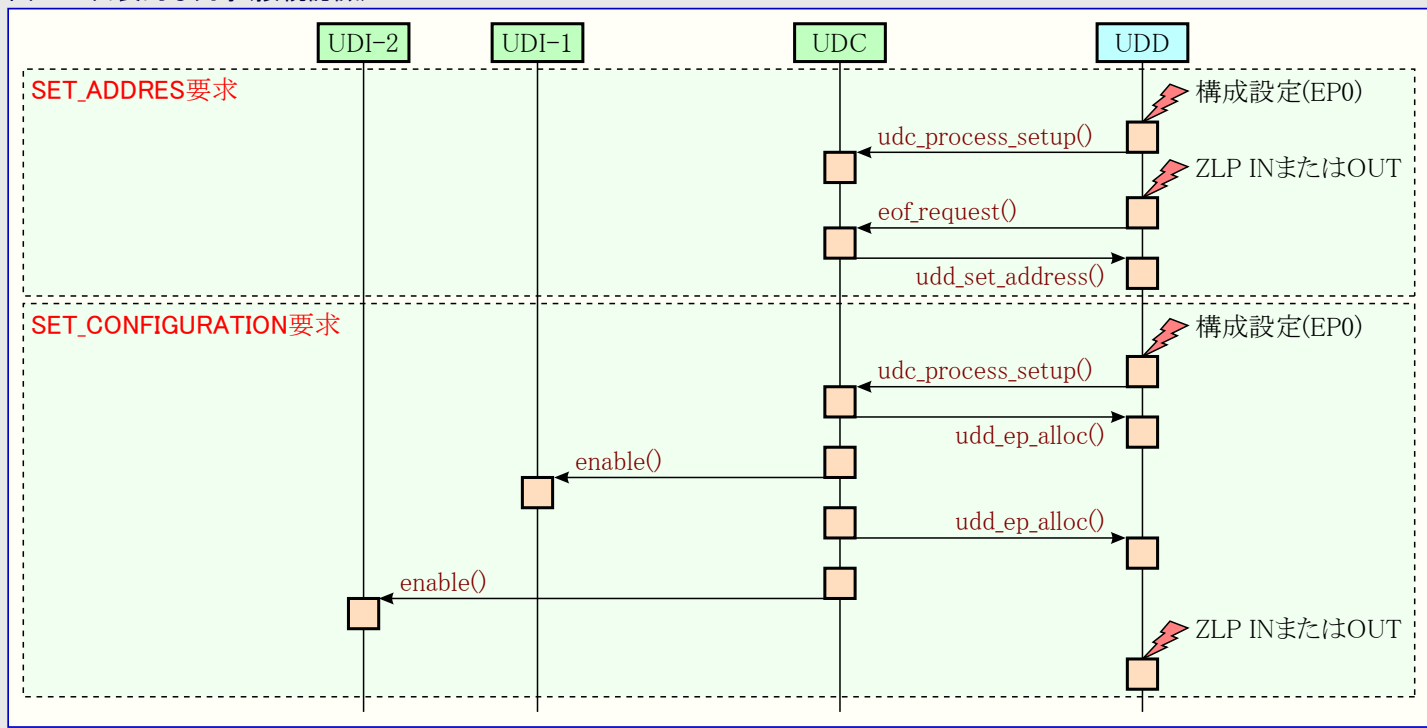 UDI-2 UDI-1 UDC UDD
SET_ADDRES要求
構成設定(EP0)
udc_process_setup()
ZLP INまたはOUT
eof_request()
udd_set_address()
SET_CONFIGURATION要求
構成設定(EP0)
udc_process_setup()
udd_ep_alloc()
enable()
udd_ep_alloc()
enable()
ZLP INまたはOUT